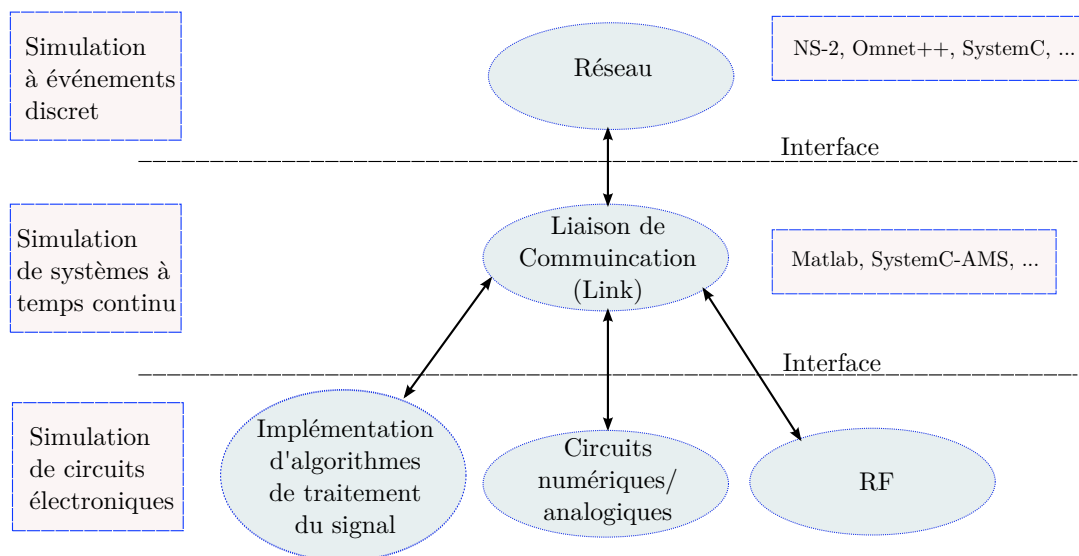 Simulation
à événements
discret
Réseau
NS-2, Omnet++, SystemC, ...
Interface
Simulation
de systèmes à
temps continu
Liaison de
Commuincation
(Link)
Matlab, SystemC-AMS, ...
Interface
Simulation
de circuits
électroniques
Implémentation
d'algorithmes
de traitement
du signal
Circuits
numériques/
analogiques
RF